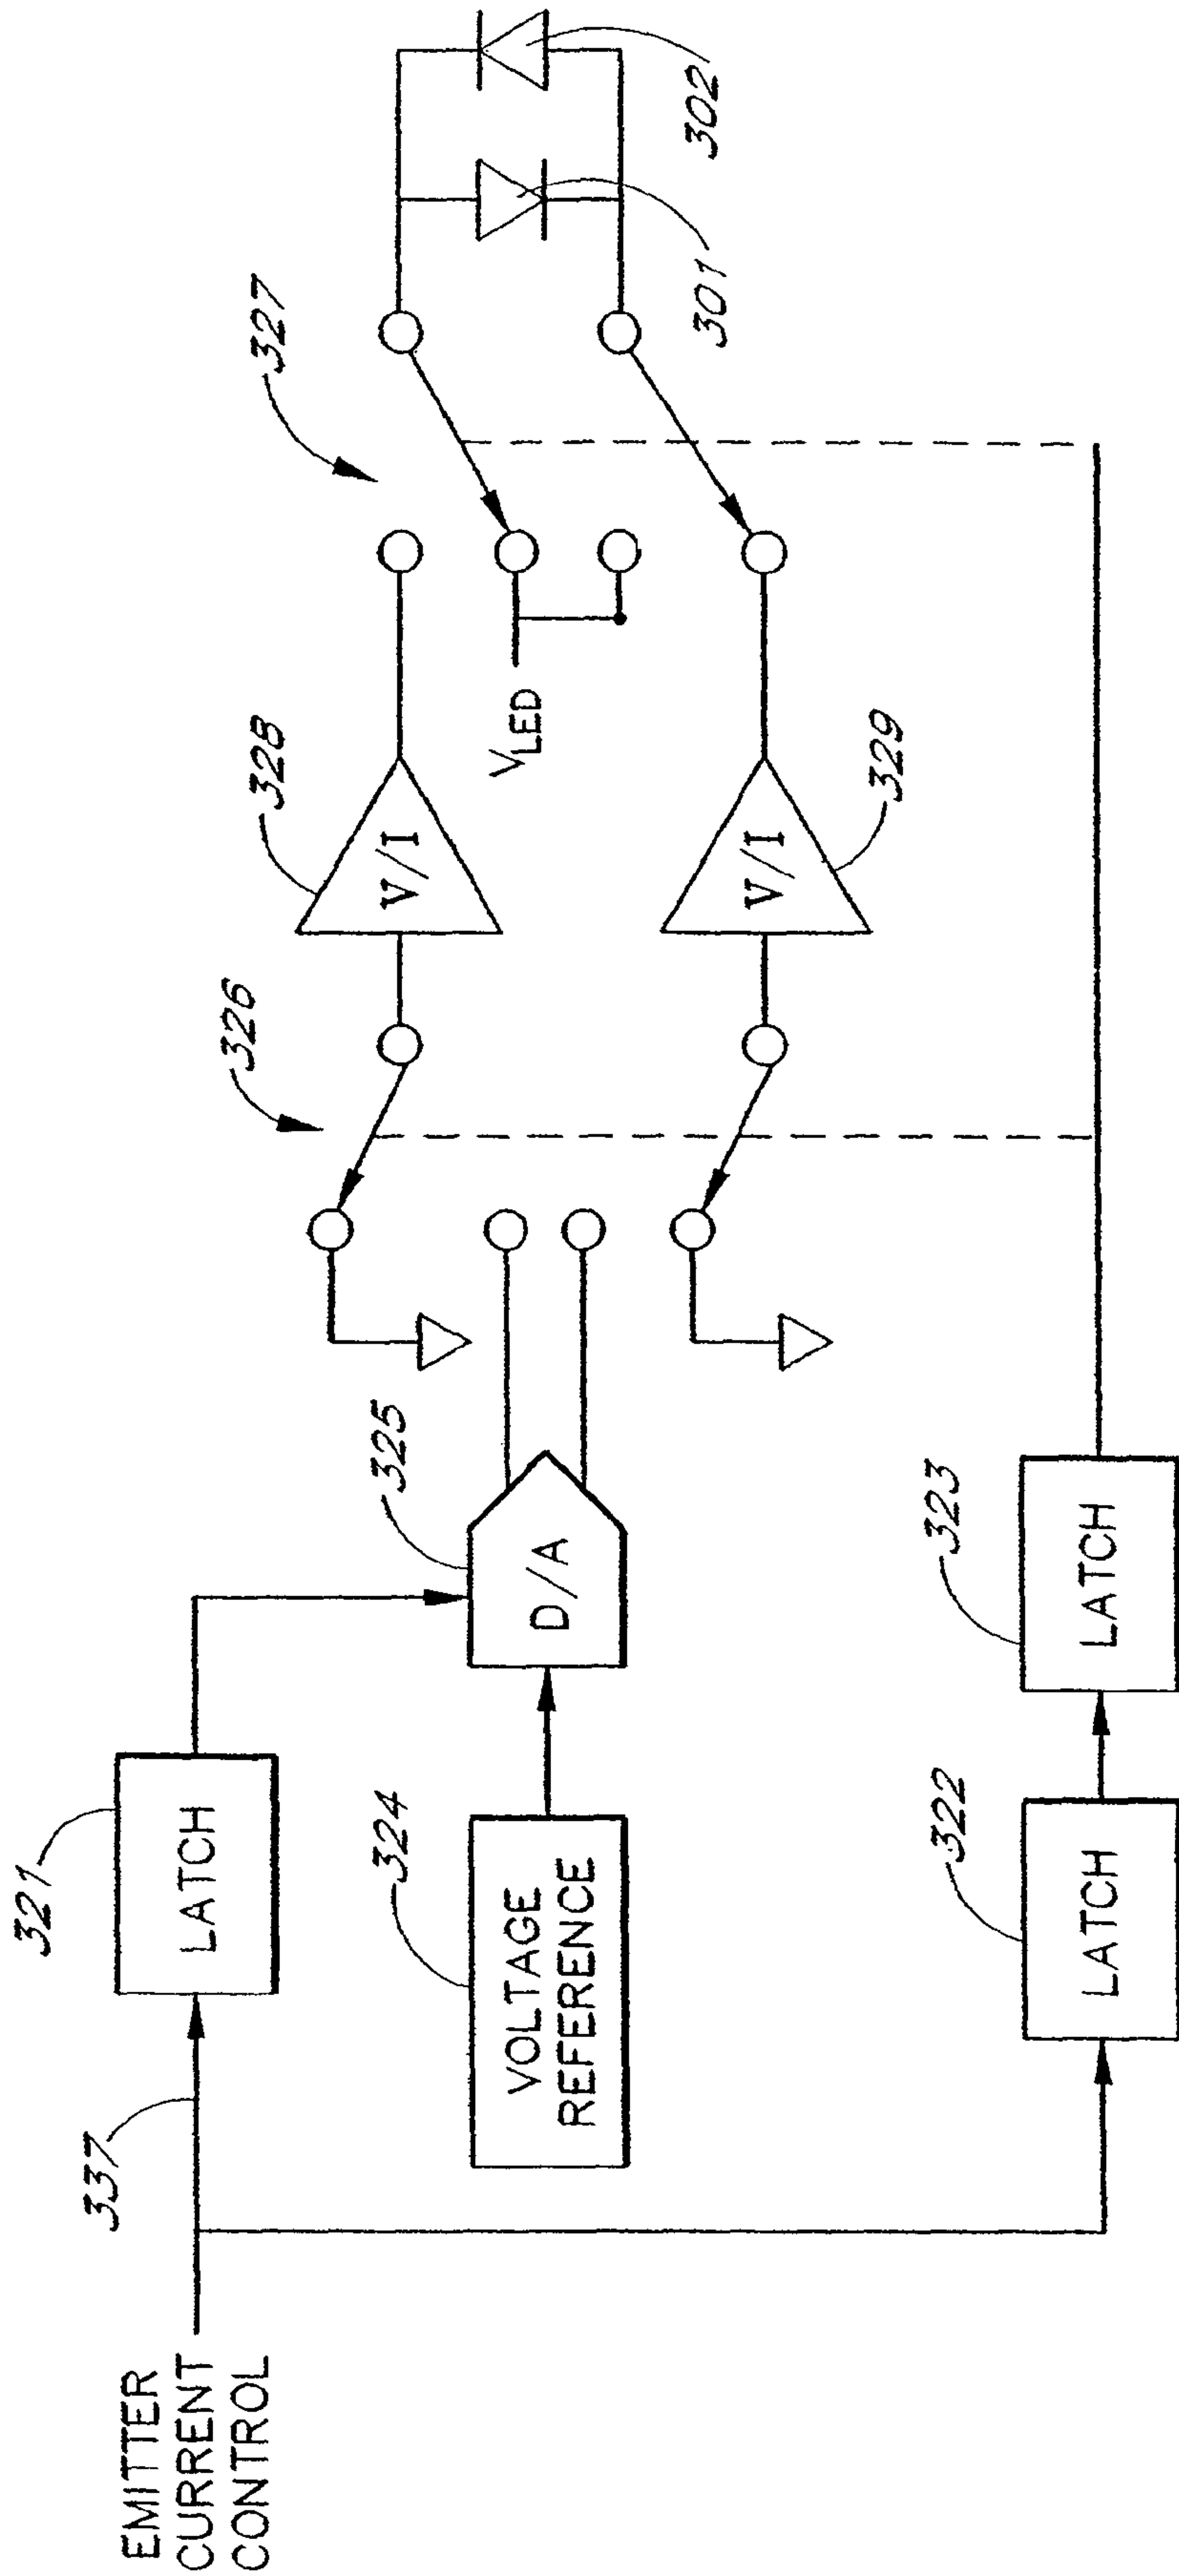 EMITTER
CURRENT
CONTROL
337
321
LATCH
324
VOLTAGE
REFERENCE
325
D/A
322
LATCH
323
LATCH
326
328
V/I
329
V/I
VLED
327
301
302